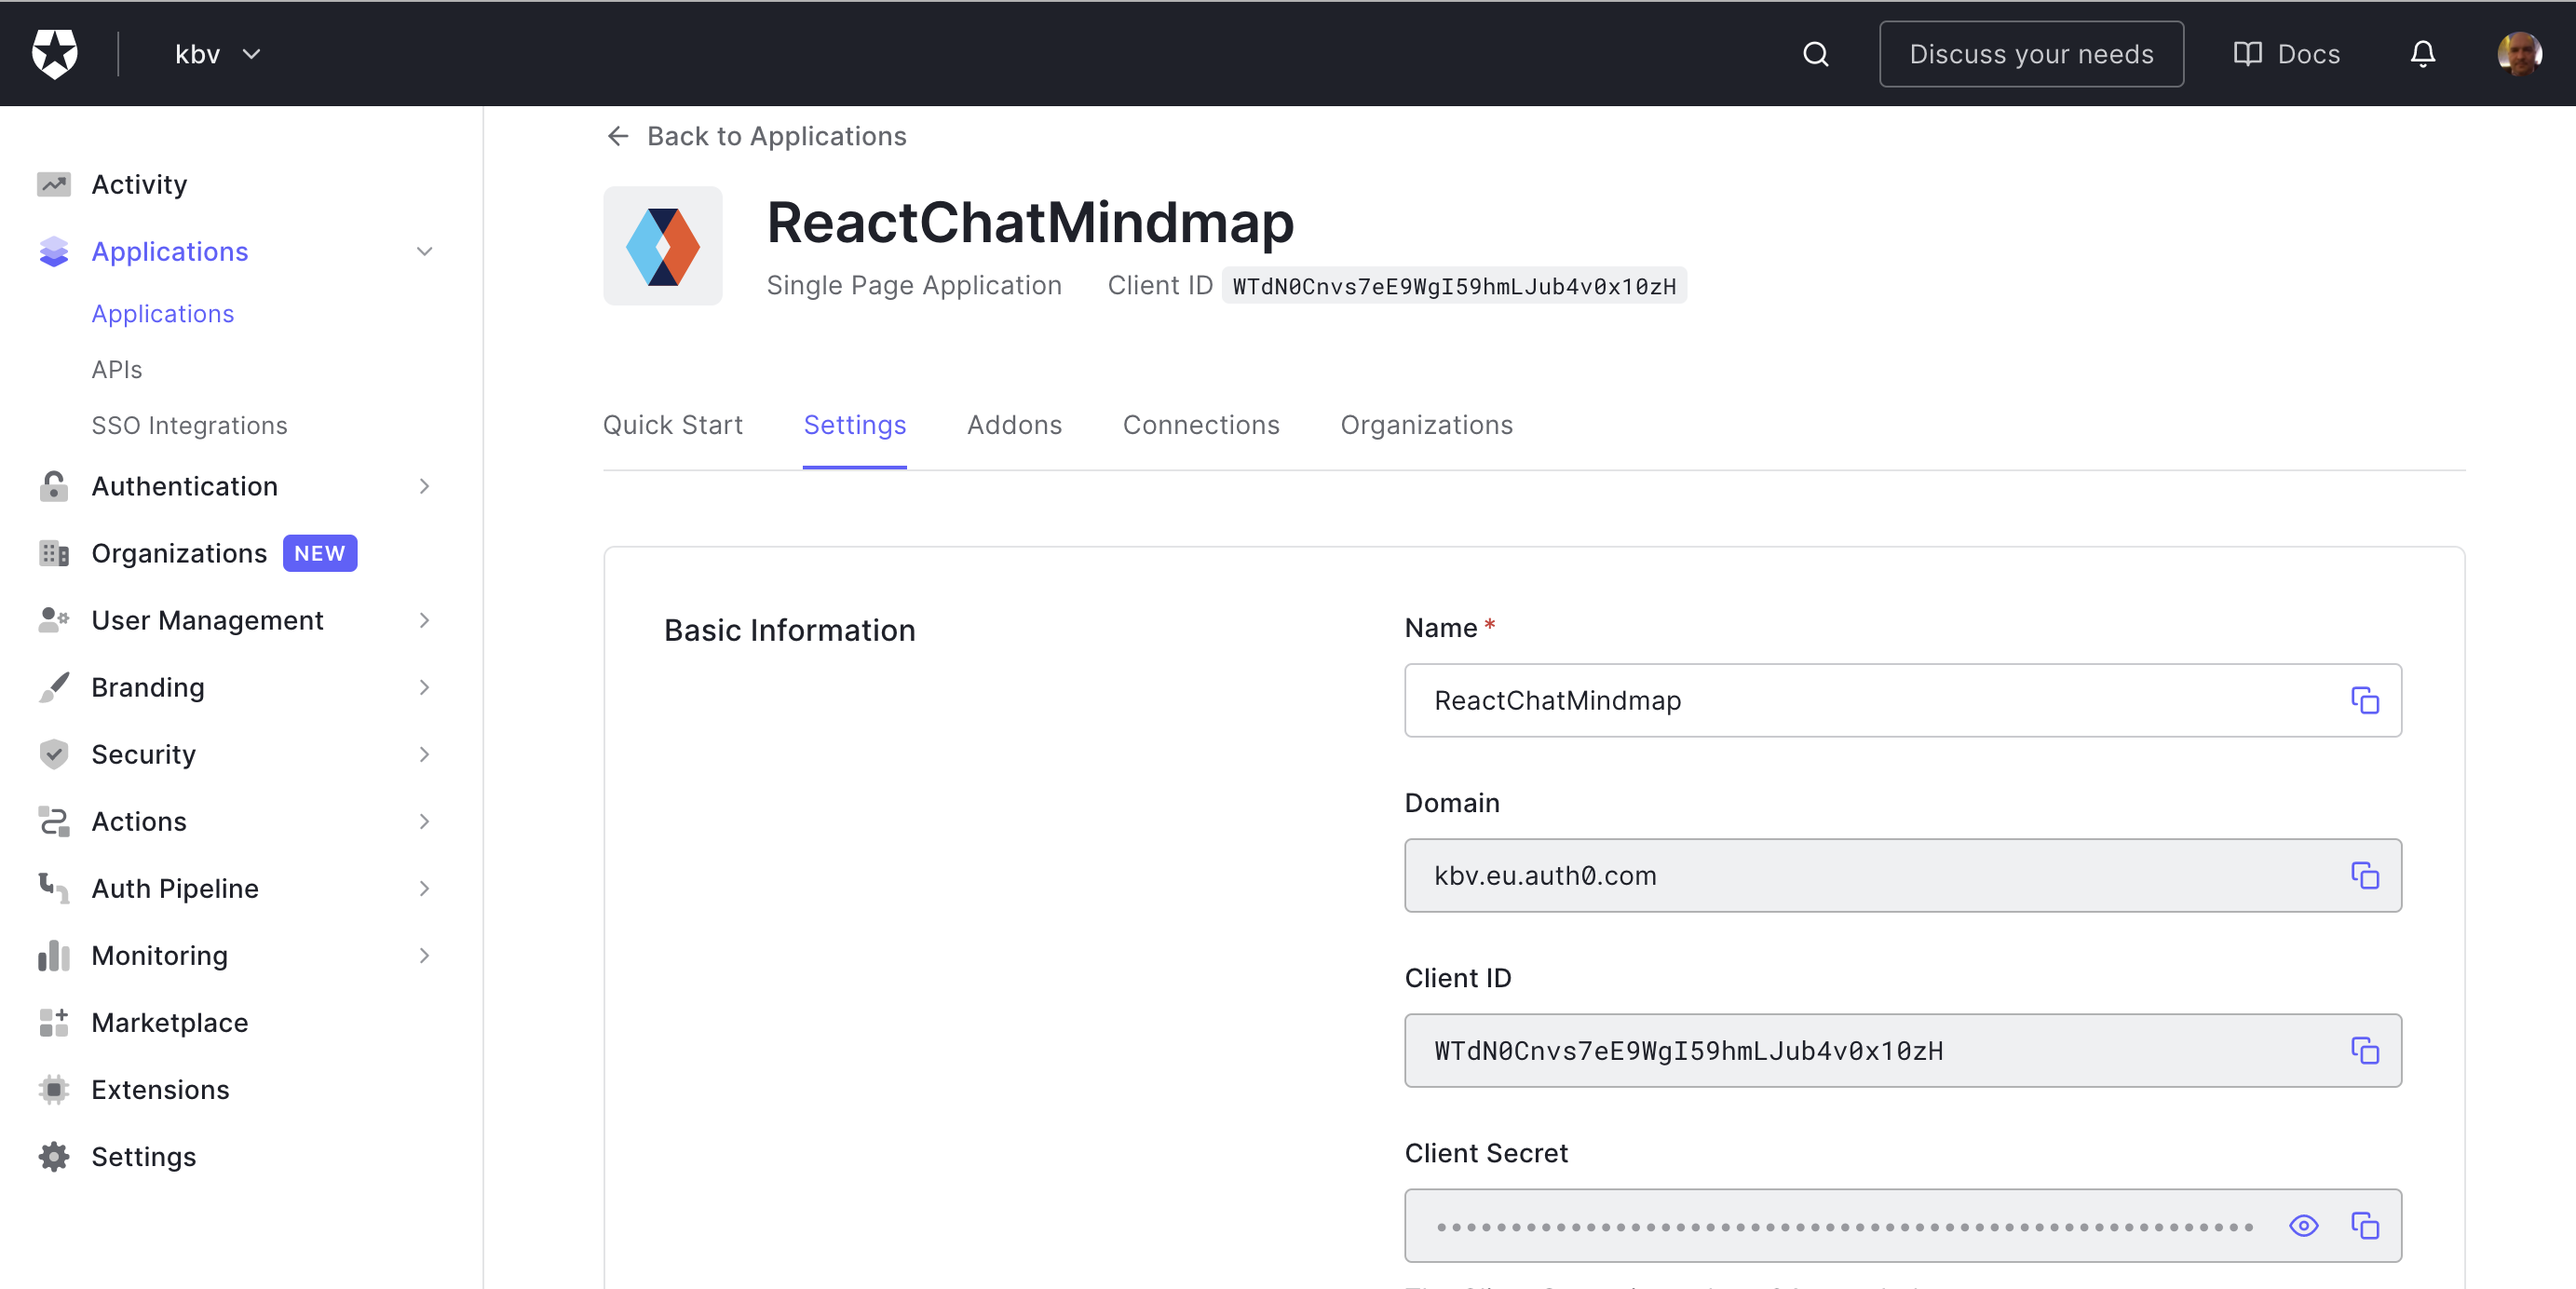 kbv
Discuss your needs
Docs
Activity
Applications
Applications
APIs
SSO Integrations
Authentication
Organizations NEW
User Management
Branding
Security
Actions
Auth Pipeline
Monitoring
Marketplace
Extensions
Settings
Back to Applications
ReactChatMindmap
Single Page Application Client ID WTdN0Cnvs7eE9WgI59hmLJub4v0x10zH
Quick Start Settings Addons Connections Organizations
Basic Information
Name *
ReactChatMindmap
Domain
kbv.eu.auth0.com
Client ID
WTdN0Cnvs7eE9WgI59hmLJub4v0x10zH
Client Secret